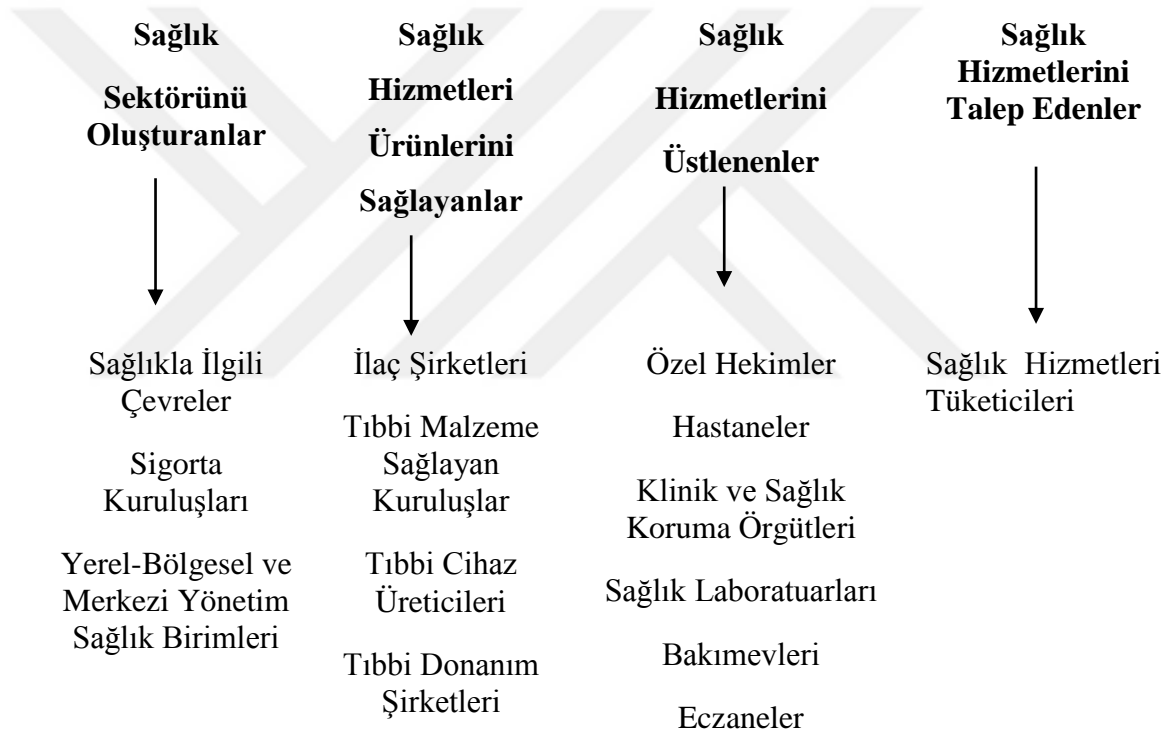 Sağlık
Sektörünü
Oluşturanlar
Sağlıkla İlgili
Çevreler
Sigorta
Kuruluşları
Yerel-Bölgesel ve
Merkezi Yönetim
Sağlık Birimleri
Sağlık
Hizmetleri
Ürünlerini
Sağlayanlar
İlaç Şirketleri
Tıbbi Malzeme
Sağlayan
Kuruluşlar
Tıbbi Cihaz
Üreticileri
Tıbbi Donanım
Şirketleri
Sağlık
Hizmetlerini
Üstlenenler
Özel Hekimler
Hastaneler
Klinik ve Sağlık
Koruma Örgütleri
Sağlık Laboratuarları
Bakımevleri
Eczaneler
Sağlık
Hizmetlerini
Talep Edenler
Sağlık Hizmetleri
Tüketicileri